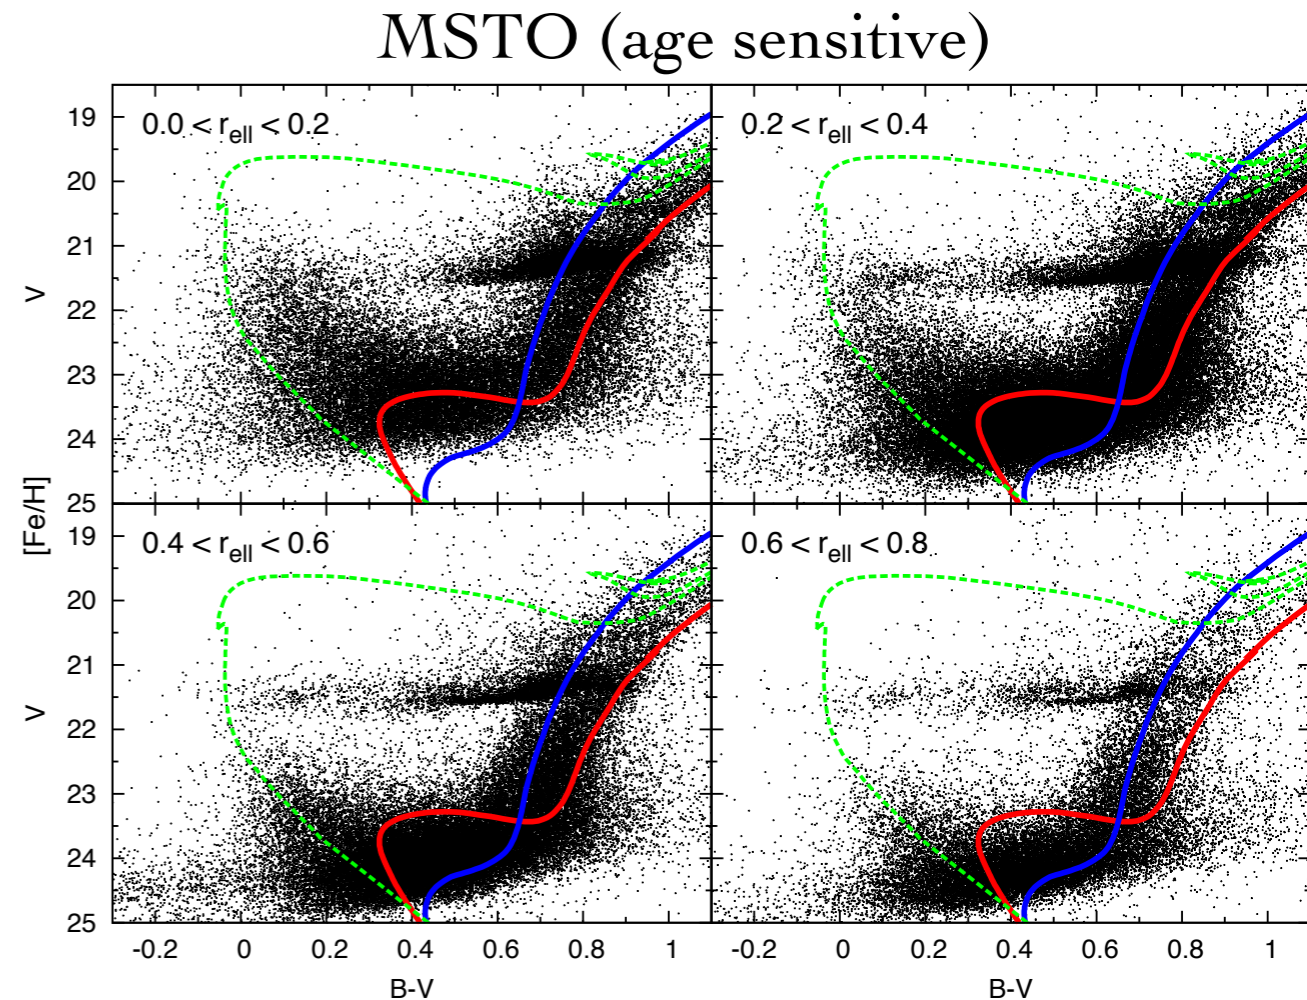 MSTO (age sensitive)
0.0 < r_ell < 0.2
0.2 < r_ell < 0.4
19
20
21
22
23
24
25
V
[Fe/H]
0.4 < r_ell < 0.6
0.6 < r_ell < 0.8
19
20
21
22
23
24
25
V
-0.2 0 0.2 0.4 0.6 0.8 1
-0.2 0 0.2 0.4 0.6 0.8 1
B-V
B-V